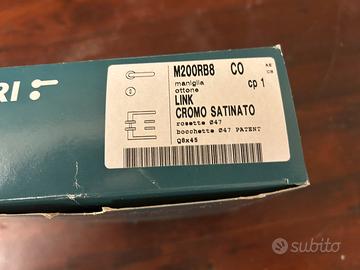 RI
M200RB8 CO
maniglia cp 1
ottone
LINK
CROMO SATINATO
rosette Ø47
bocchette Ø47 PATENT
Q8x45
subito